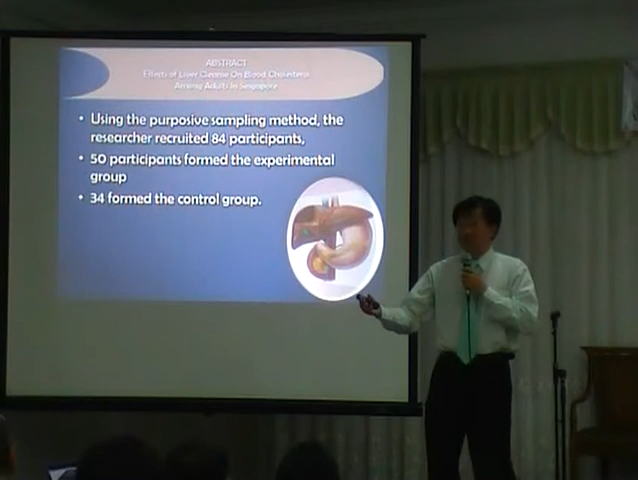 ABSTRACT
Effects of Liver Cleanse On Blood Cholesterol
Among Adults In Singapore
• Using the purposive sampling method, the
researcher recruited 84 participants,
• 50 participants formed the experimental
group
• 34 formed the control group.